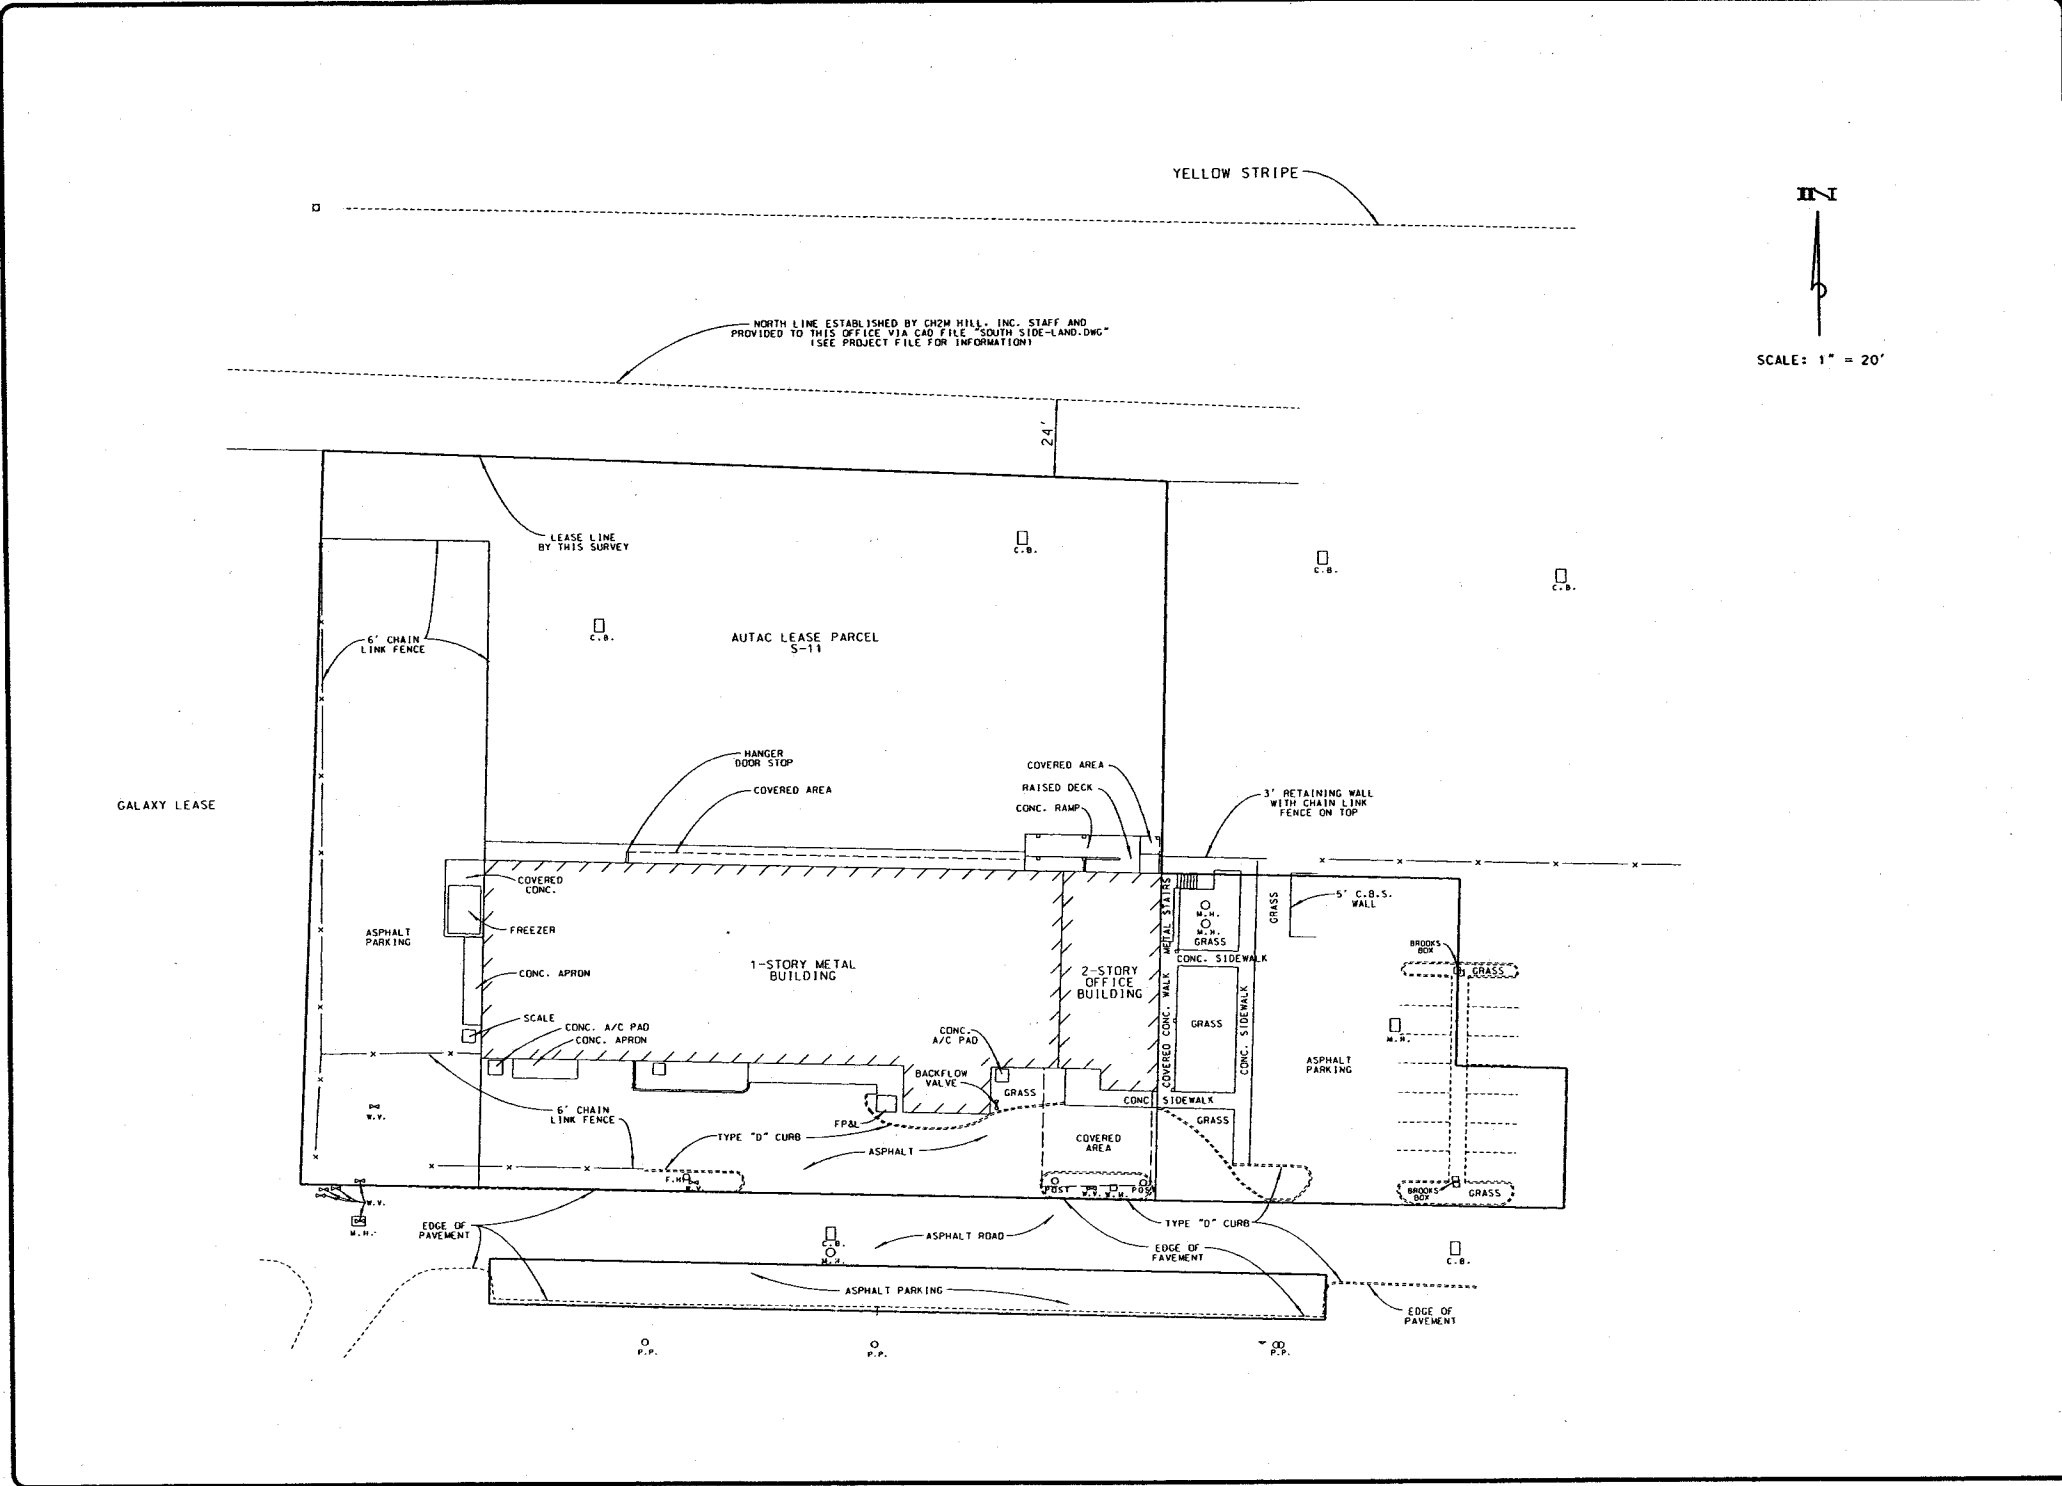 YELLOW STRIPE
N
SCALE: 1" = 20'
NORTH LINE ESTABLISHED BY CH2M HILL, INC. STAFF AND
PROVIDED TO THIS OFFICE VIA CAD FILE "SOUTH SIDE-LAND.DWG"
(SEE PROJECT FILE FOR INFORMATION)
24'
LEASE LINE
BY THIS SURVEY
C.B.
C.B.
C.B.
C.B.
6' CHAIN
LINK FENCE
AUTAC LEASE PARCEL
S-11
HANGER
DOOR STOP
COVERED AREA
COVERED AREA
RAISED DECK
CONC. RAMP
3' RETAINING WALL
WITH CHAIN LINK
FENCE ON TOP
GALAXY LEASE
COVERED
CONC.
FREEZER
ASPHALT
PARKING
CONC. APRON
SCALE
CONC. A/C PAD
CONC. APRON
1-STORY METAL
BUILDING
2-STORY
OFFICE
BUILDING
METAL STAIRS
COVERED CONC. WALK
M.H.
M.H.
GRASS
CONC. SIDEWALK
GRASS
CONC. SIDEWALK
GRASS
5' C.B.S.
WALL
BROOKS
BOX
GRASS
M.H.
ASPHALT
PARKING
CONC.
A/C PAD
BACKFLOW
VALVE
GRASS
CONC SIDEWALK
GRASS
FP&L
W.V.
6' CHAIN
LINK FENCE
TYPE "D" CURB
ASPHALT
COVERED
AREA
F.H.
W.V.
POST
W.V.
W.M.
POST
BROOKS
BOX
GRASS
W.V.
M.H.
EDGE OF
PAVEMENT
C.B.
M.H.
ASPHALT ROAD
TYPE "D" CURB
EDGE OF
PAVEMENT
C.B.
ASPHALT PARKING
EDGE OF
PAVEMENT
P.P.
P.P.
P.P.